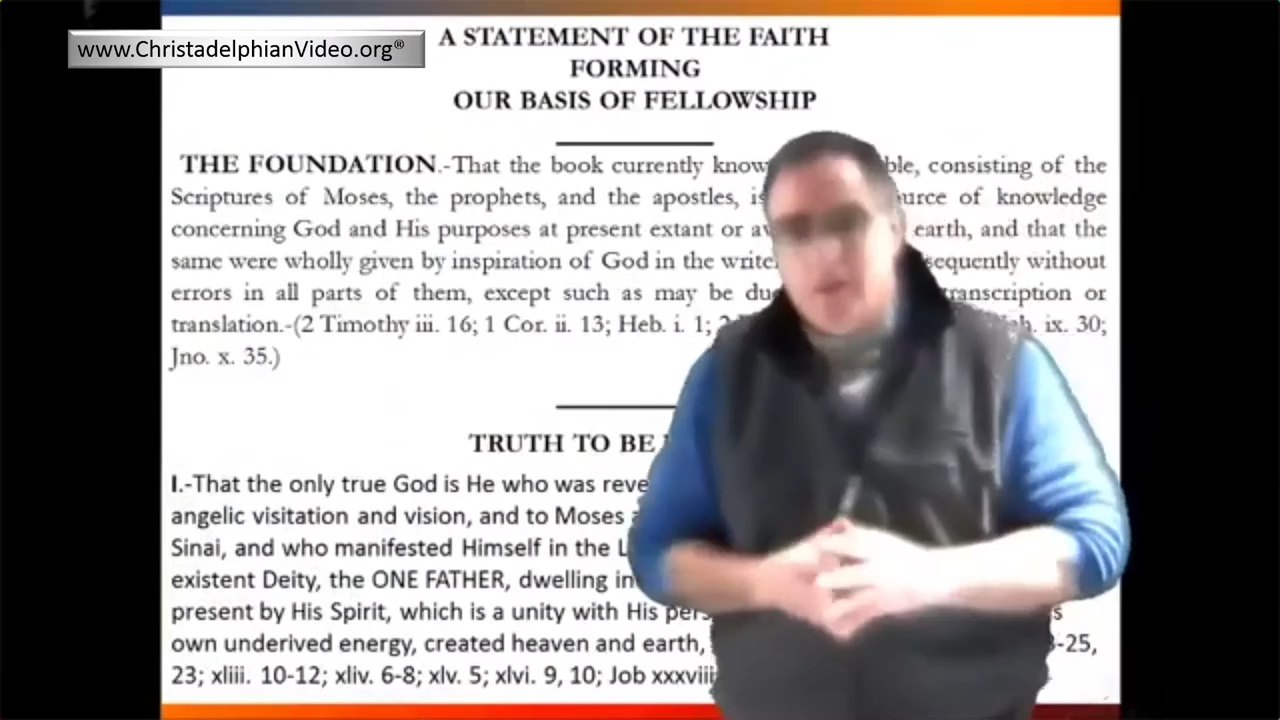 www.ChristadelphianVideo.org®
A STATEMENT OF THE FAITH
FORMING
OUR BASIS OF FELLOWSHIP
THE FOUNDATION.-That the book currently know ble, consisting of the
Scriptures of Moses, the prophets, and the apostles, is urce of knowledge
concerning God and His purposes at present extant or av earth, and that the
same were wholly given by inspiration of God in the write sequently without
errors in all parts of them, except such as may be du transcription or
translation.-(2 Timothy iii. 16; 1 Cor. ii. 13; Heb. i. 1; ix. 30;
Jno. x. 35.)
TRUTH TO BE
I.-That the only true God is He who was reve
angelic visitation and vision, and to Moses
Sinai, and who manifested Himself in the L
existent Deity, the ONE FATHER, dwelling in
present by His Spirit, which is a unity with His pers s
own underived energy, created heaven and earth, -25,
23; xliii. 10-12; xliv. 6-8; xlv. 5; xlvi. 9, 10; Job xxxviii